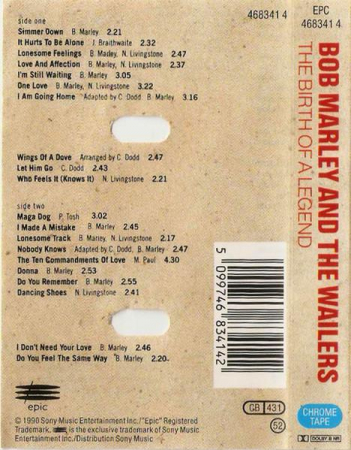 468341 4
EPC
468341 4
side one
Simmer Down B. Marley 2.21
It Hurts To Be Alone J. Braithwaite 2.32
Lonesome Feelings B. Marley, N. Livingstone 2.47
Love And Affection B. Marley, N. Livingstone 2.37
I'm Still Waiting B. Marley 3.05
One Love B. Marley, N. Livingstone 3.22
I Am Going Home Adapted by C. Dodd B. Marley 3.16
Wings Of A Dove Arranged by C. Dodd 2.47
Let Him Go C. Dodd 2.43
Who Feels It (Knows It) N. Livingstone 2.21
side two
Maga Dog P. Tosh 3.02
I Made A Mistake B. Marley 2.45
Lonesome Track B. Marley, N. Livingstone 2.17
Nobody Knows Adapted by C. Dodd, B. Marley 2.47
The Ten Commandments Of Love M. Paul 4.30
Donna B. Marley 2.53
Do You Remember B. Marley 2.55
Dancing Shoes N. Livingstone 2.41
I Don't Need Your Love B. Marley 2.46
Do You Feel The Same Way B. Marley 2.20
BOB MARLEY AND THE WAILERS
THE BIRTH OF A LEGEND
5 099746 834142
epic
© 1990 Sony Music Entertainment Inc./"Epic" Registered
Trademark. is the exclusive trademark of Sony Music
Entertainment Inc./Distribution Sony Music
GB 431
52
CHROME
TAPE
DOLBY B NR